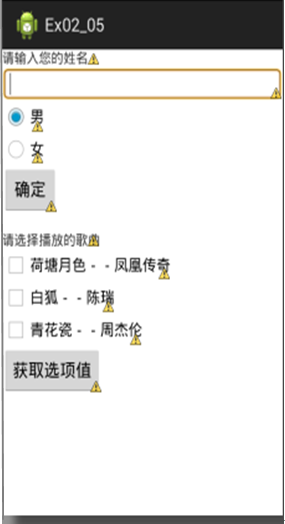 Ex02_05
请输入您的姓名
男
女
确定
请选择播放的歌曲
荷塘月色 - - 凤凰传奇
白狐 - - 陈瑞
青花瓷 - - 周杰伦
获取选项值